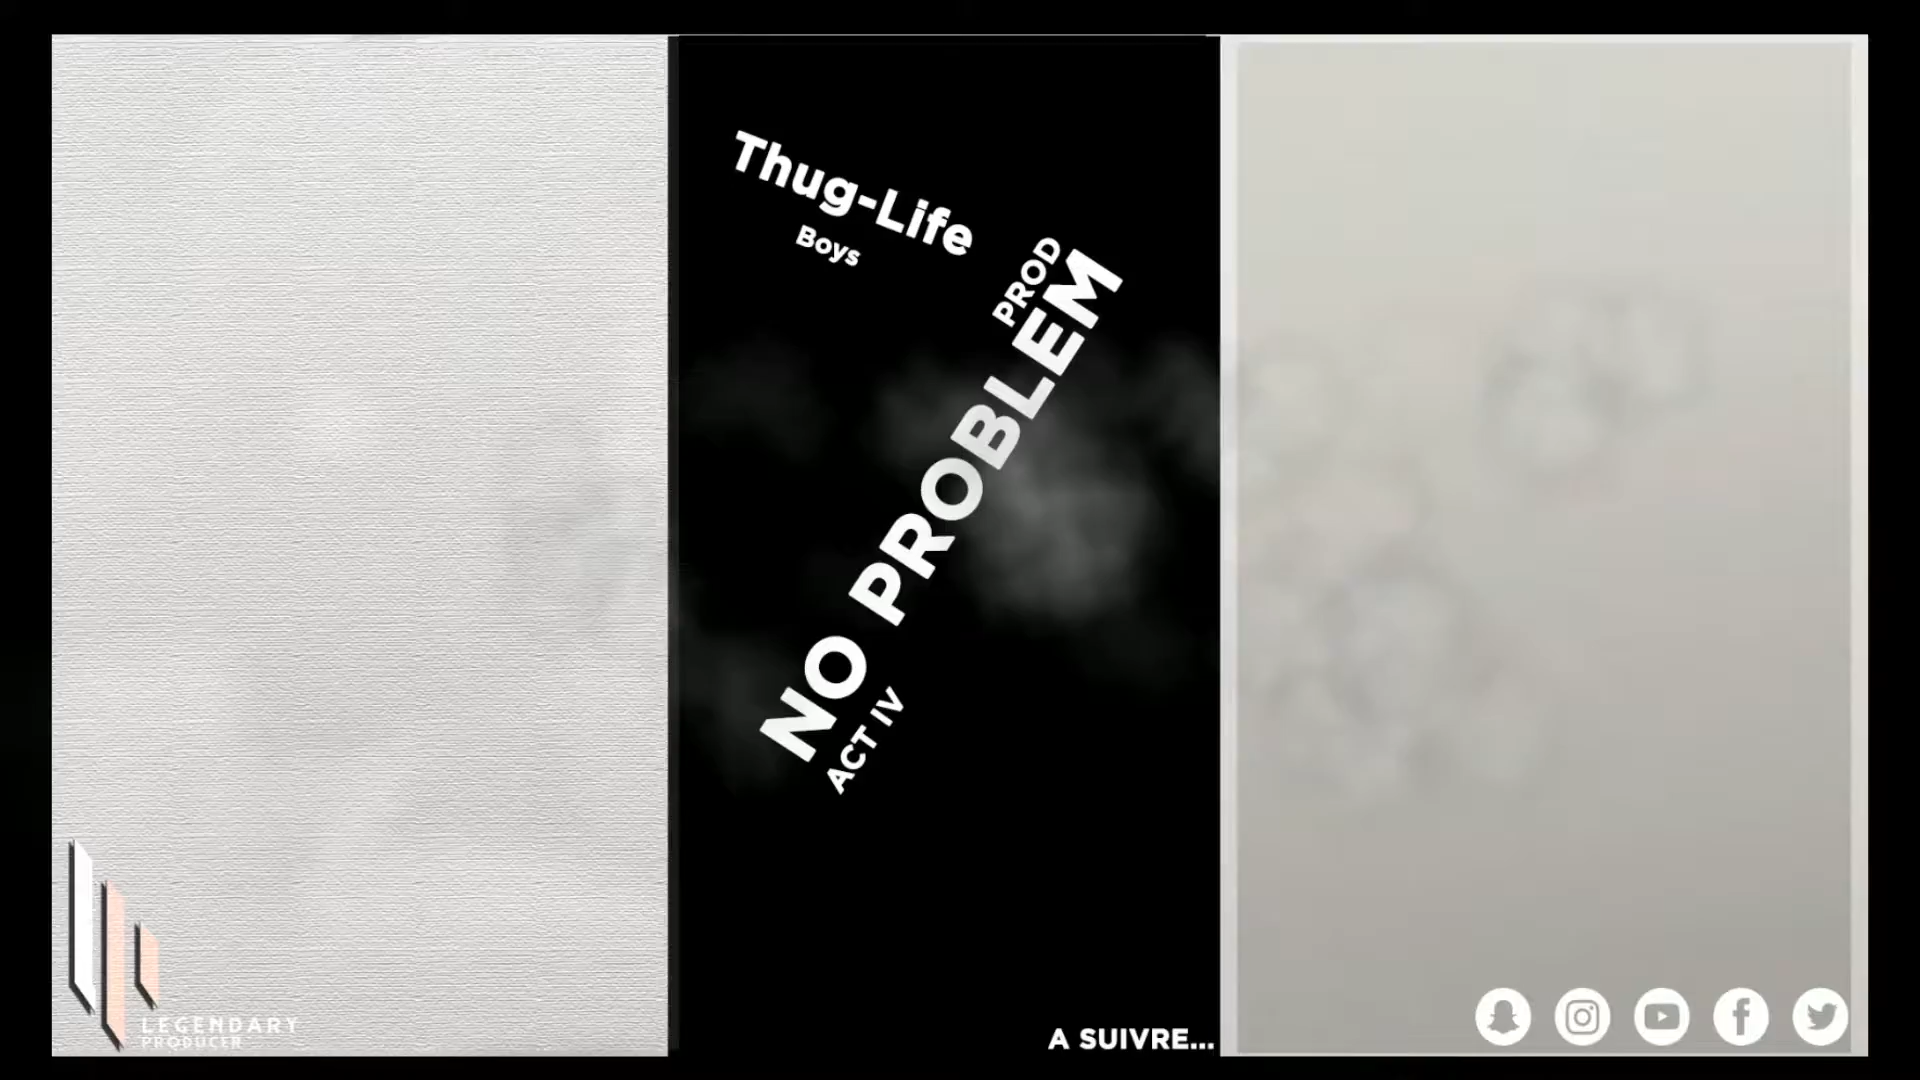 Thug-Life
Boys
PROD
NO PROBLEM
ACT IV
LEGENDARY
PRODUCER
A SUIVRE...